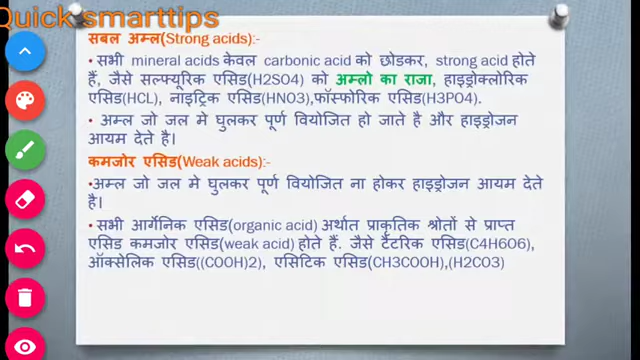 Quick smarttips
सबल अम्ल(Strong acids):-
•सभी mineral acids केवल carbonic acid को छोडकर, strong acid होते
हैं, जैसे सल्फ्यूरिक एसिड(H2SO4) को अम्लो का राजा, हाइड्रोक्लोरिक
एसिड(HCL), नाइट्रिक एसिड(HNO3),फॉस्फोरिक एसिड(H3PO4).
•अम्ल जो जल मे घुलकर पूर्ण वियोजित हो जाते है और हाइड्रोजन
आयम देते है।
कमजोर एसिड(Weak acids):-
•अम्ल जो जल मे घुलकर पूर्ण वियोजित ना होकर हाइड्रोजन आयम देते
है।
•सभी आर्गेनिक एसिड(organic acid) अर्थात प्राकृतिक श्रोतों से प्राप्त
एसिड कमजोर एसिड(weak acid) होते हैं. जैसे टैटरिक एसिड(C4H6O6),
ऑक्सेलिक एसिड((COOH)2), एसिटिक एसिड(CH3COOH),(H2CO3)